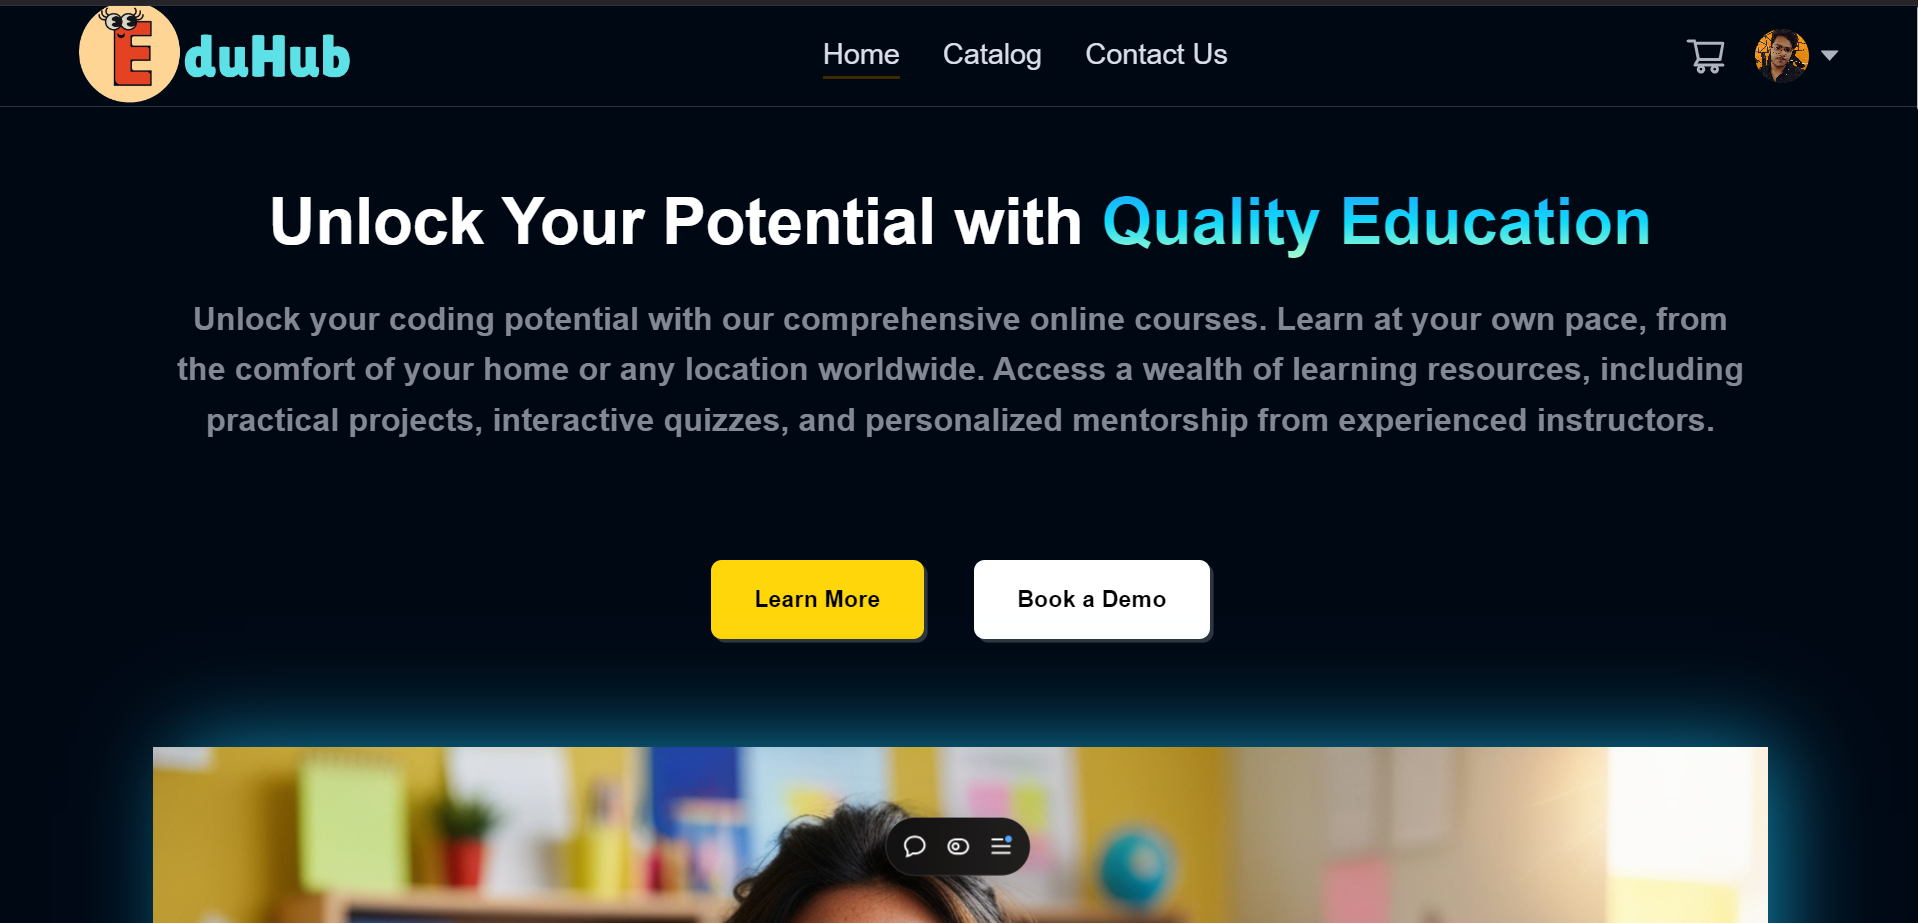 EduHub
Home Catalog Contact Us
Unlock Your Potential with Quality Education
Unlock your coding potential with our comprehensive online courses. Learn at your own pace, from
the comfort of your home or any location worldwide. Access a wealth of learning resources, including
practical projects, interactive quizzes, and personalized mentorship from experienced instructors.
Learn More
Book a Demo